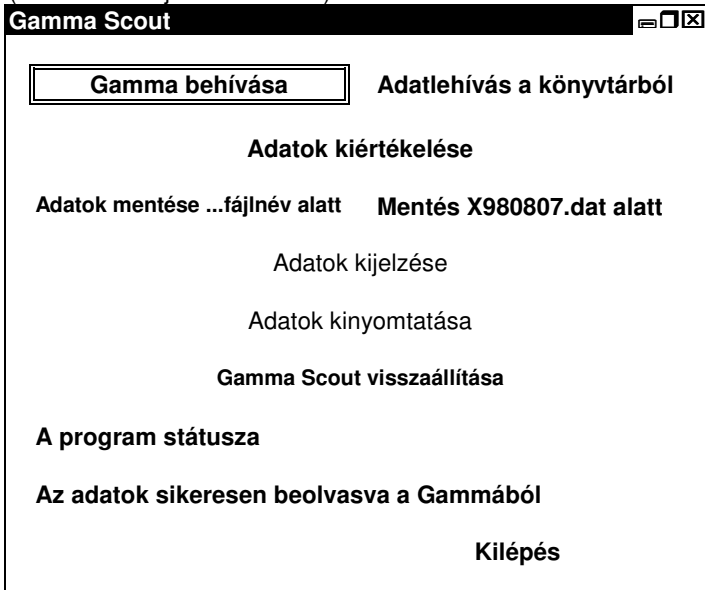 Gamma Scout
Gamma behívása Adatlehívás a könyvtárból
Adatok kiértékelése
Adatok mentése ...fájlnév alatt Mentés X980807.dat alatt
Adatok kijelzése
Adatok kinyomtatása
Gamma Scout visszaállítása
A program státusza
Az adatok sikeresen beolvasva a Gammából
Kilépés